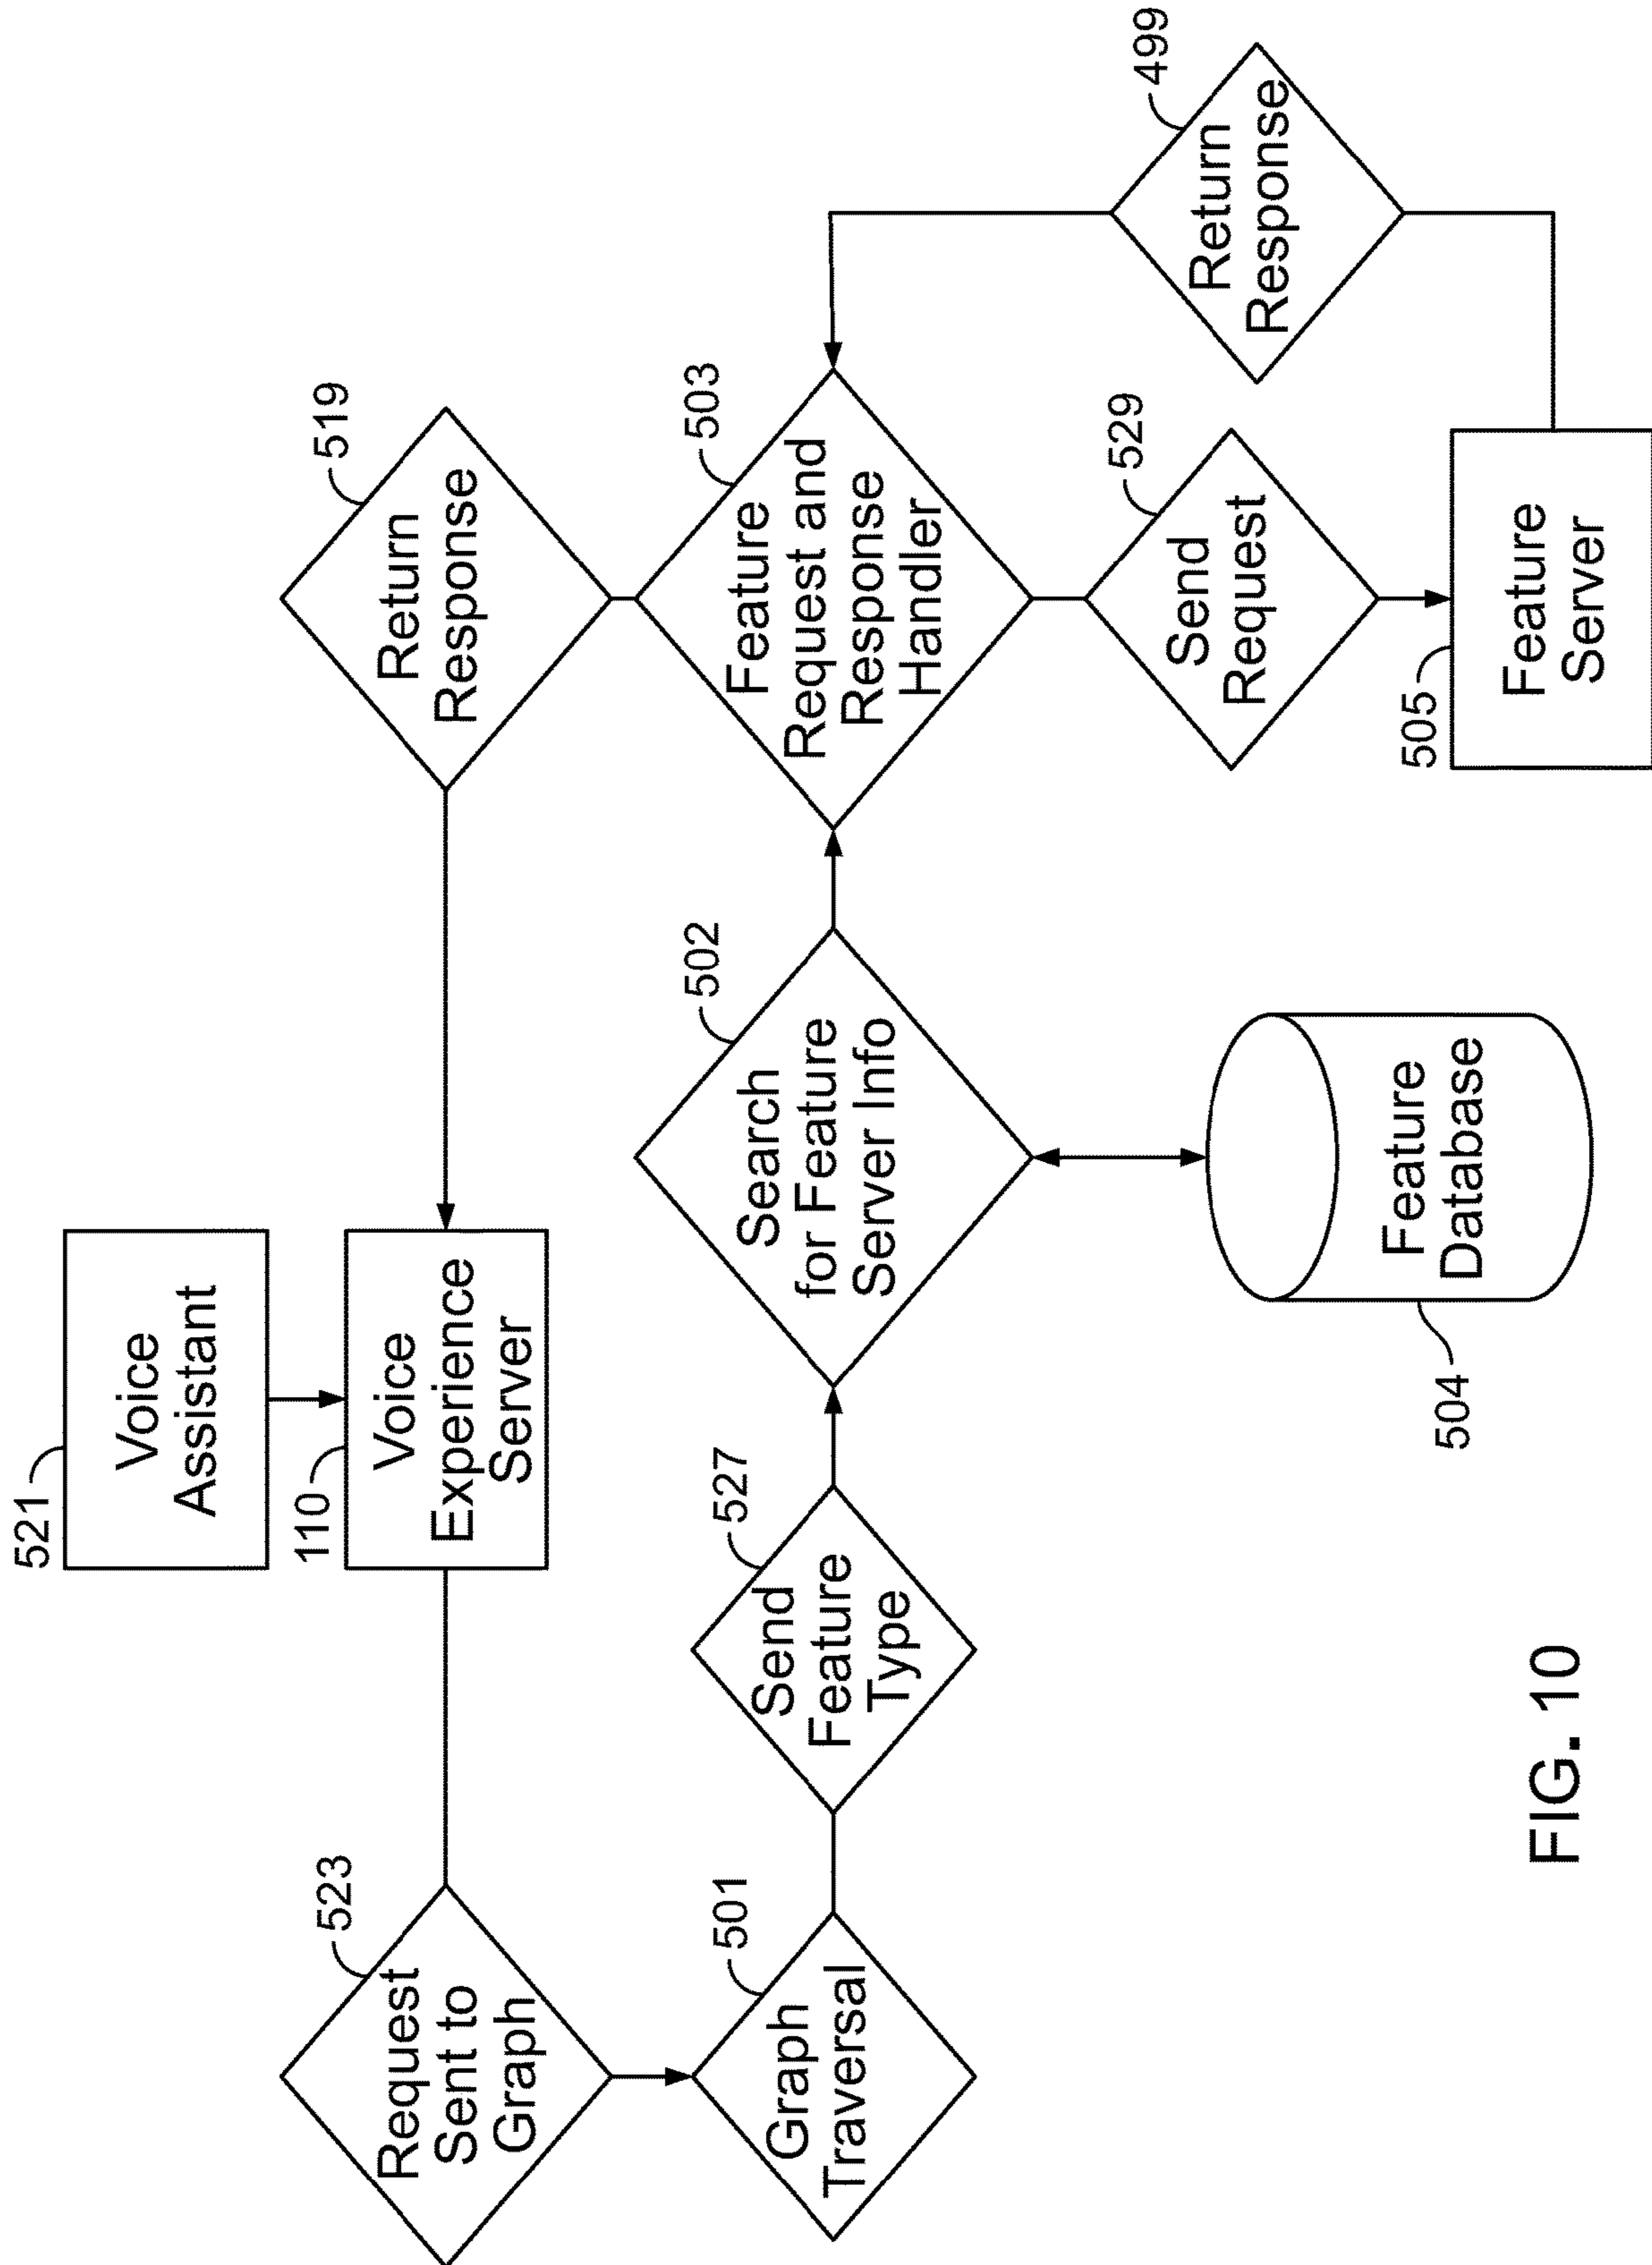 521
Voice
Assistant
110
Voice
Experience
Server
523
Request
Sent to
Graph
519
Return
Response
501
Graph
Traversal
527
Send
Feature
Type
502
Search
for Feature
Server Info
503
Feature
Request and
Response
Handler
499
Return
Response
529
Send
Request
504
Feature
Database
505
Feature
Server
FIG. 10